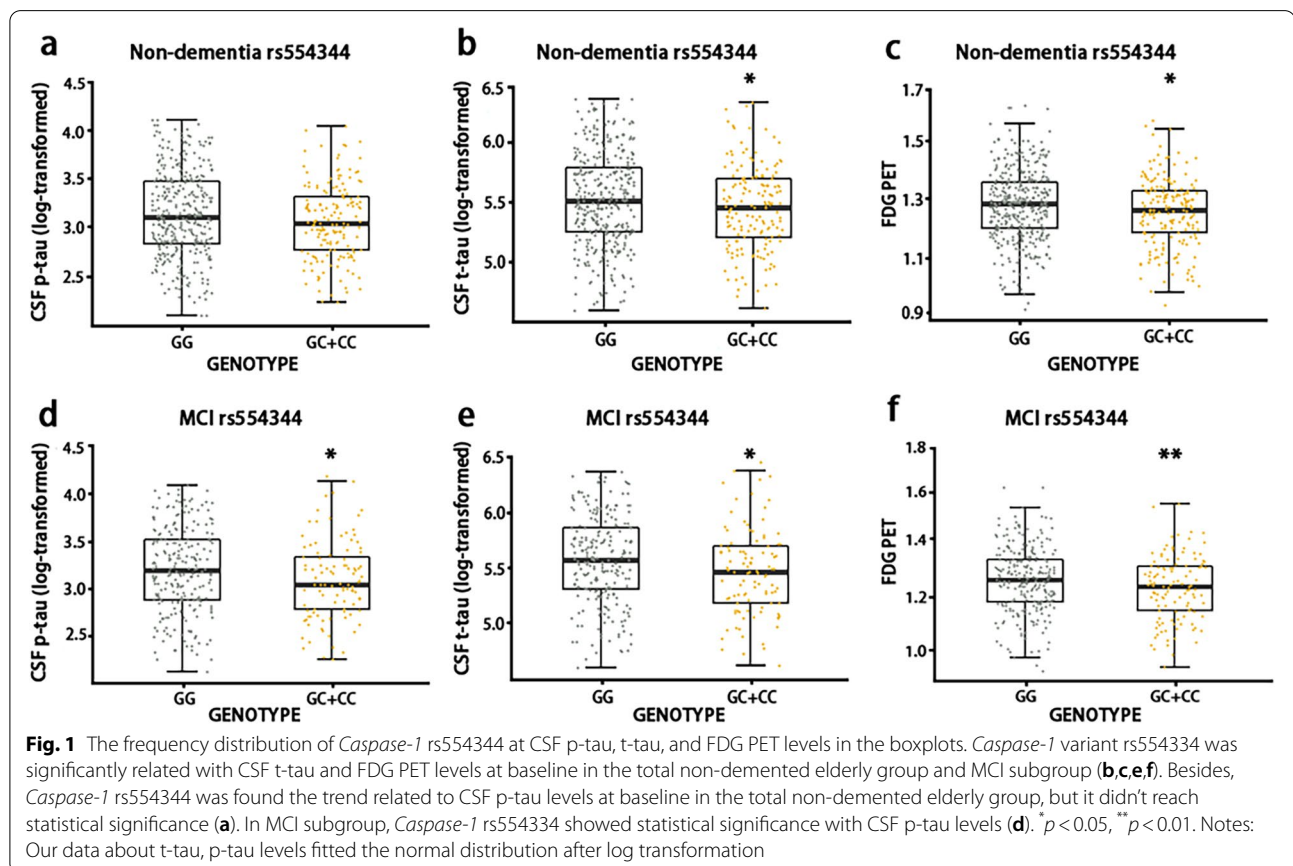 a
Non-dementia rs554344
CSF p-tau (log-transformed)
4.5
4.0
3.5
3.0
2.5
GG
GC+CC
GENOTYPE
b
Non-dementia rs554344
*
CSF t-tau (log-transformed)
6.5
6.0
5.5
5.0
GG
GC+CC
GENOTYPE
c
Non-dementia rs554344
*
FDG PET
1.7
1.5
1.3
1.1
0.9
GG
GC+CC
GENOTYPE
d
MCI rs554344
*
CSF p-tau (log-transformed)
4.5
4.0
3.5
3.0
2.5
GG
GC+CC
GENOTYPE
e
MCI rs554344
*
CSF t-tau (log-transformed)
6.5
6.0
5.5
5.0
GG
GC+CC
GENOTYPE
f
MCI rs554344
**
FDG PET
1.8
1.6
1.4
1.2
1.0
GG
GC+CC
GENOTYPE
Fig. 1 The frequency distribution of Caspase-1 rs554344 at CSF p-tau, t-tau, and FDG PET levels in the boxplots. Caspase-1 variant rs554334 was
significantly related with CSF t-tau and FDG PET levels at baseline in the total non-demented elderly group and MCI subgroup (b,c,e,f). Besides,
Caspase-1 rs554344 was found the trend related to CSF p-tau levels at baseline in the total non-demented elderly group, but it didn't reach
statistical significance (a). In MCI subgroup, Caspase-1 rs554334 showed statistical significance with CSF p-tau levels (d). *p < 0.05, **p < 0.01. Notes:
Our data about t-tau, p-tau levels fitted the normal distribution after log transformation